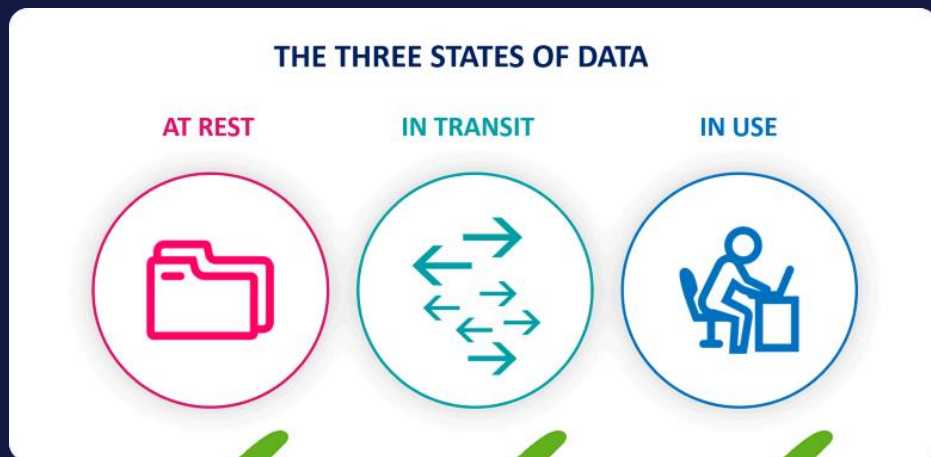 THE THREE STATES OF DATA
AT REST
IN TRANSIT
IN USE